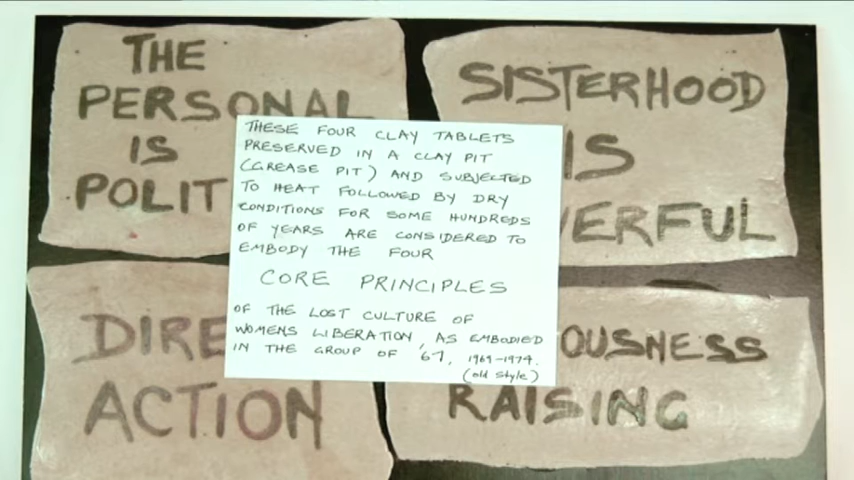 THE
PERSONAL
IS
POLIT
SISTERHOOD
IS
ERFUL
THESE FOUR CLAY TABLETS
PRESERVED IN A CLAY PIT
(GREASE PIT) AND SUBJECTED
TO HEAT FOLLOWED BY DRY
CONDITIONS FOR SOME HUNDREDS
OF YEARS ARE CONSIDERED TO
EMBODY THE FOUR
CORE PRINCIPLES
OF THE LOST CULTURE OF
WOMENS LIBERATION, AS EMBODIED
IN THE GROUP OF '67, 1969-1974.
(old style)
DIRE
ACTION
OUSNESS
RAISING